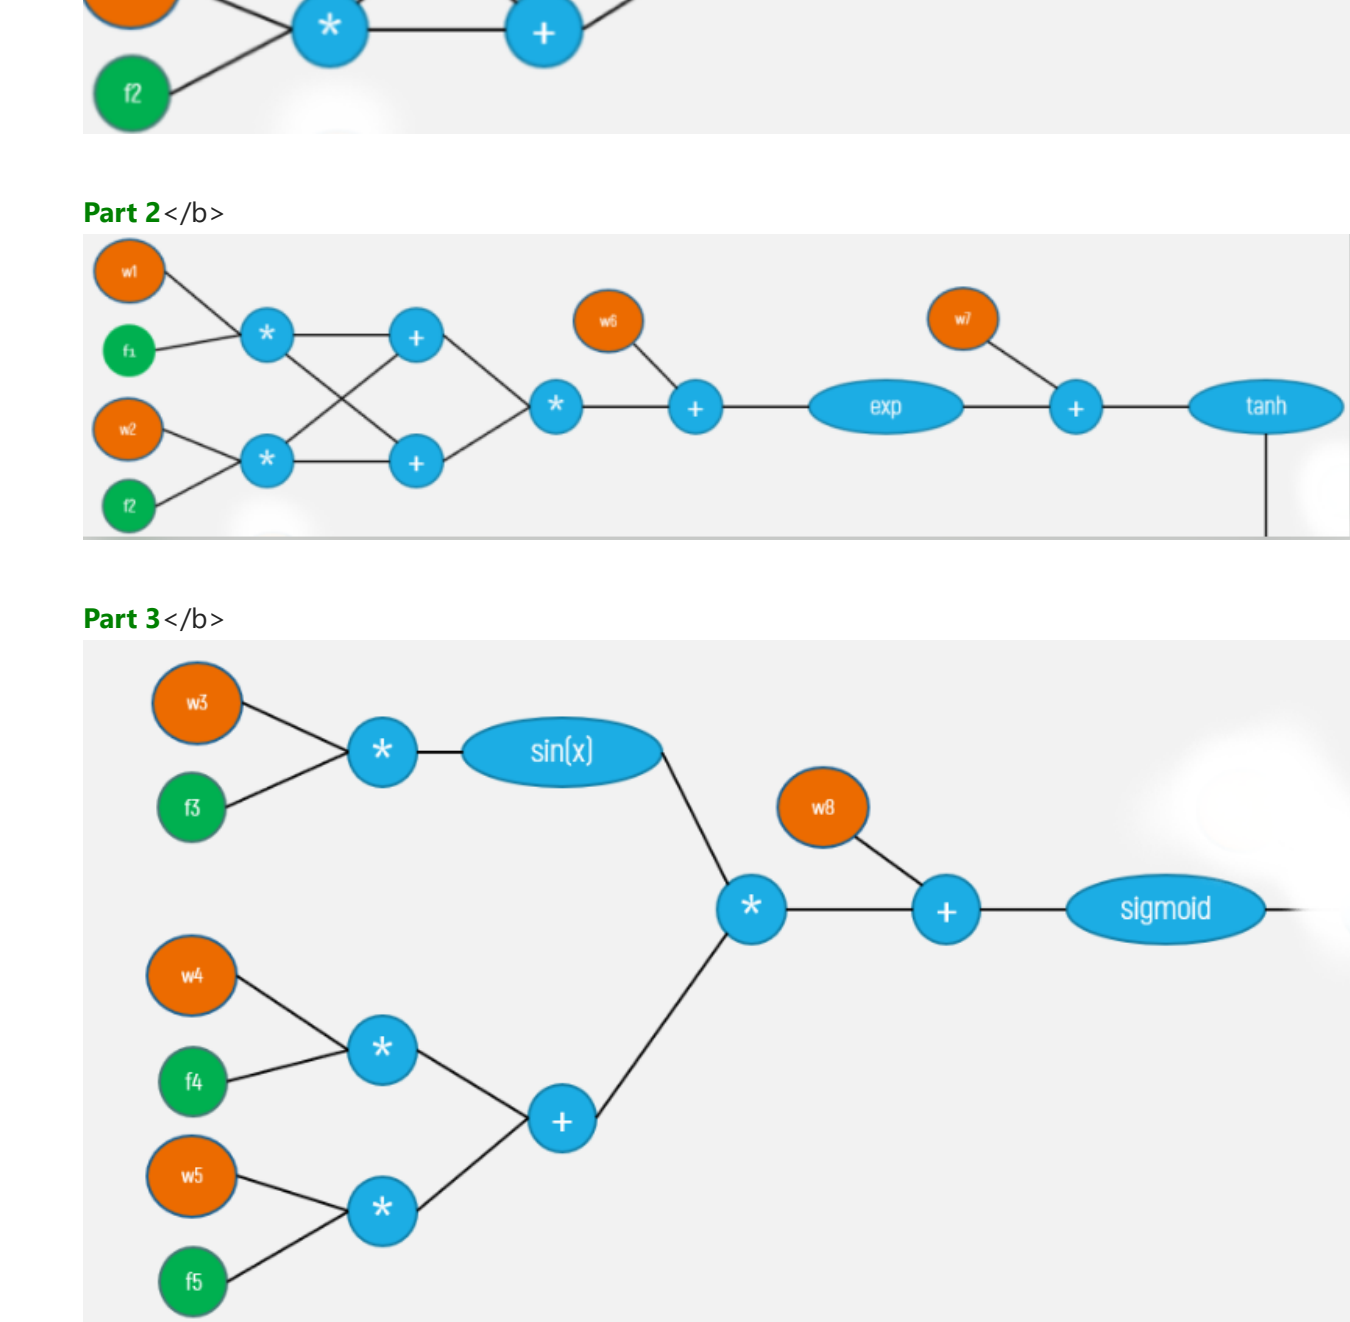 * +
f2
Part 2</b>
w1
w6 w7
f1 * +
* + exp + tanh
w2
* +
f2
Part 3</b>
w3
* sin(x)
f3 w8
* + sigmoid
w4
*
f4
+
w5
*
f5